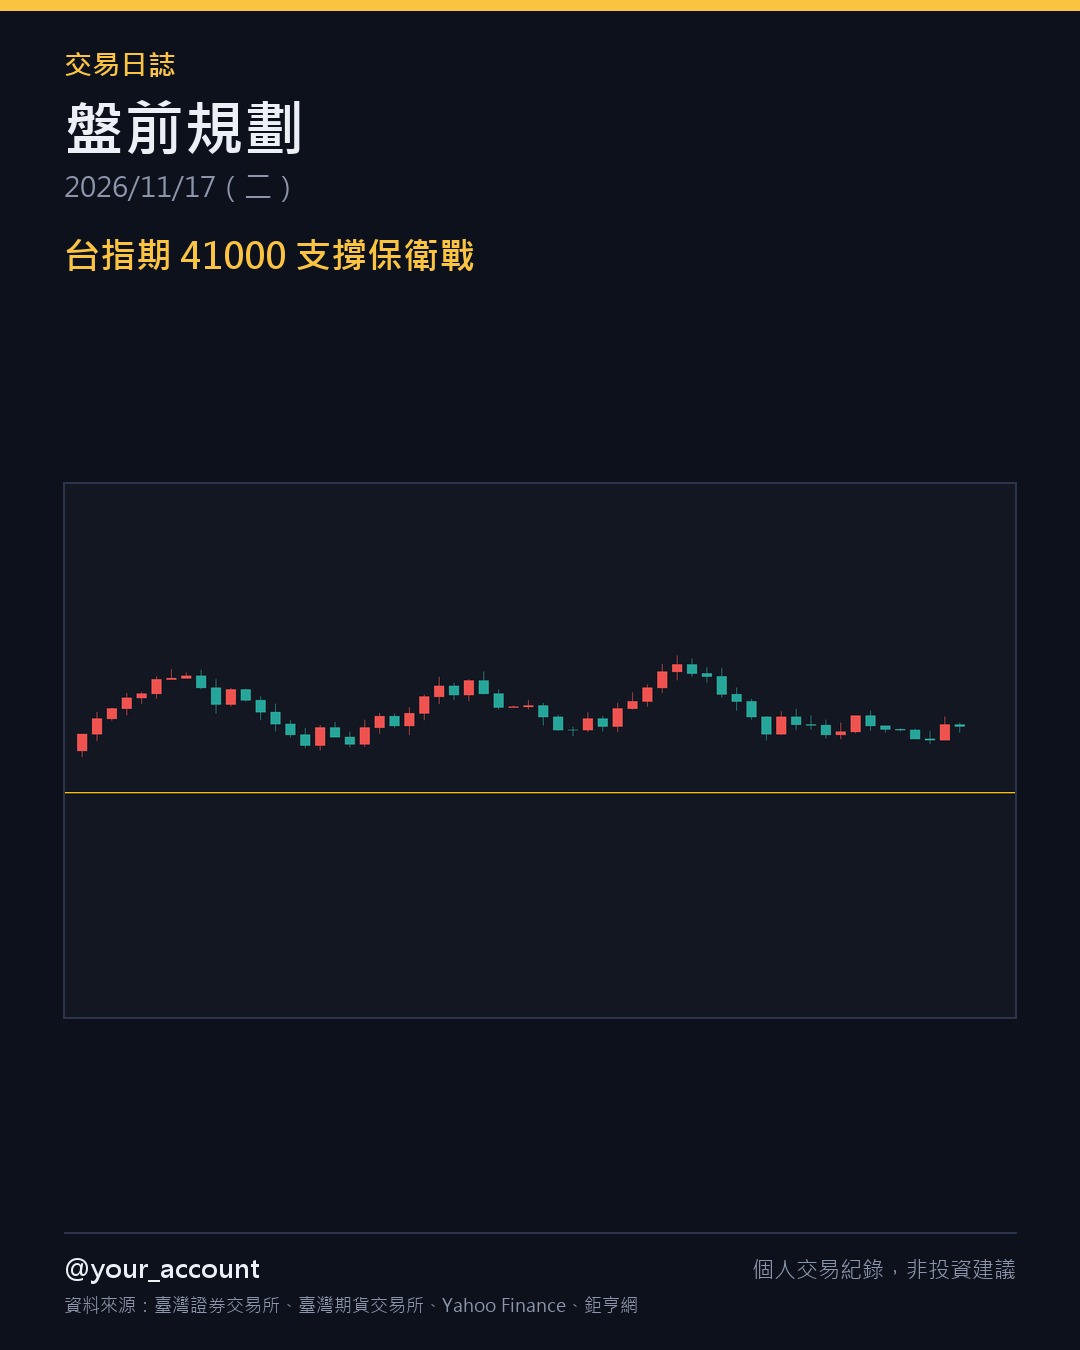 交易日誌
盤前規劃
2026/11/17（二）
台指期 41000 支撐保衛戰
@your_account
個人交易紀錄，非投資建議
資料來源：臺灣證券交易所、臺灣期貨交易所、Yahoo Finance、鉅亨網